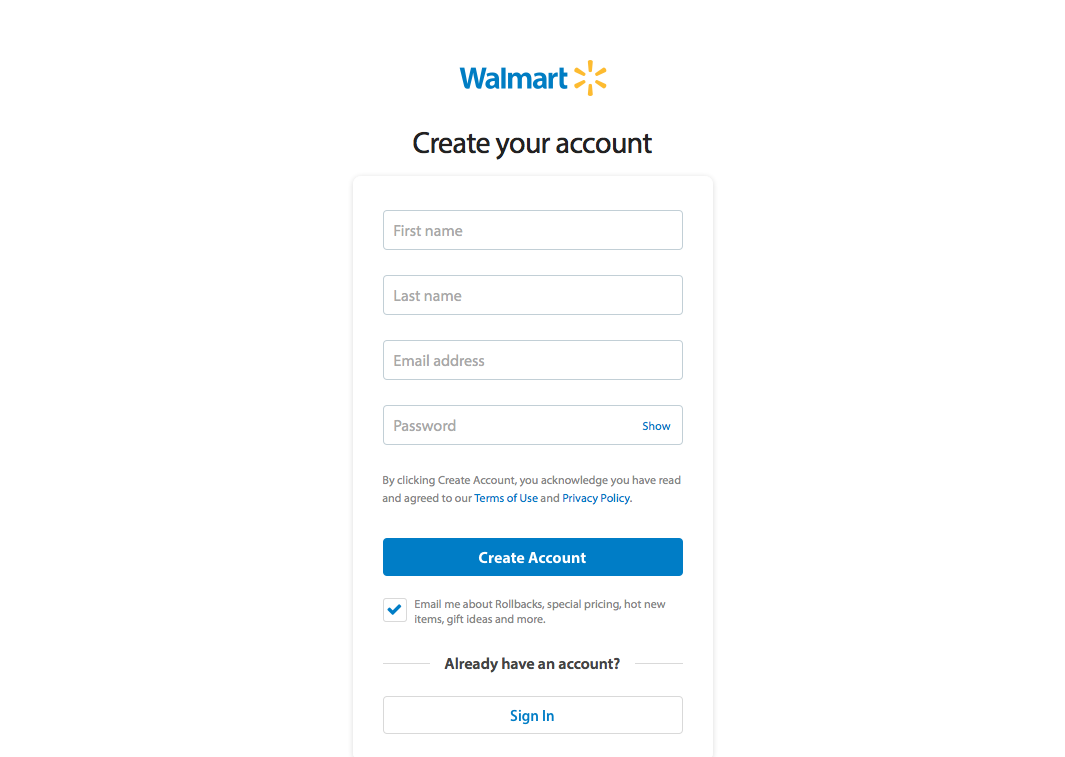 Walmart
Create your account
First name
Last name
Email address
Password Show
By clicking Create Account, you acknowledge you have read
and agreed to our Terms of Use and Privacy Policy.
Create Account
Email me about Rollbacks, special pricing, hot new
items, gift ideas and more.
Already have an account?
Sign In